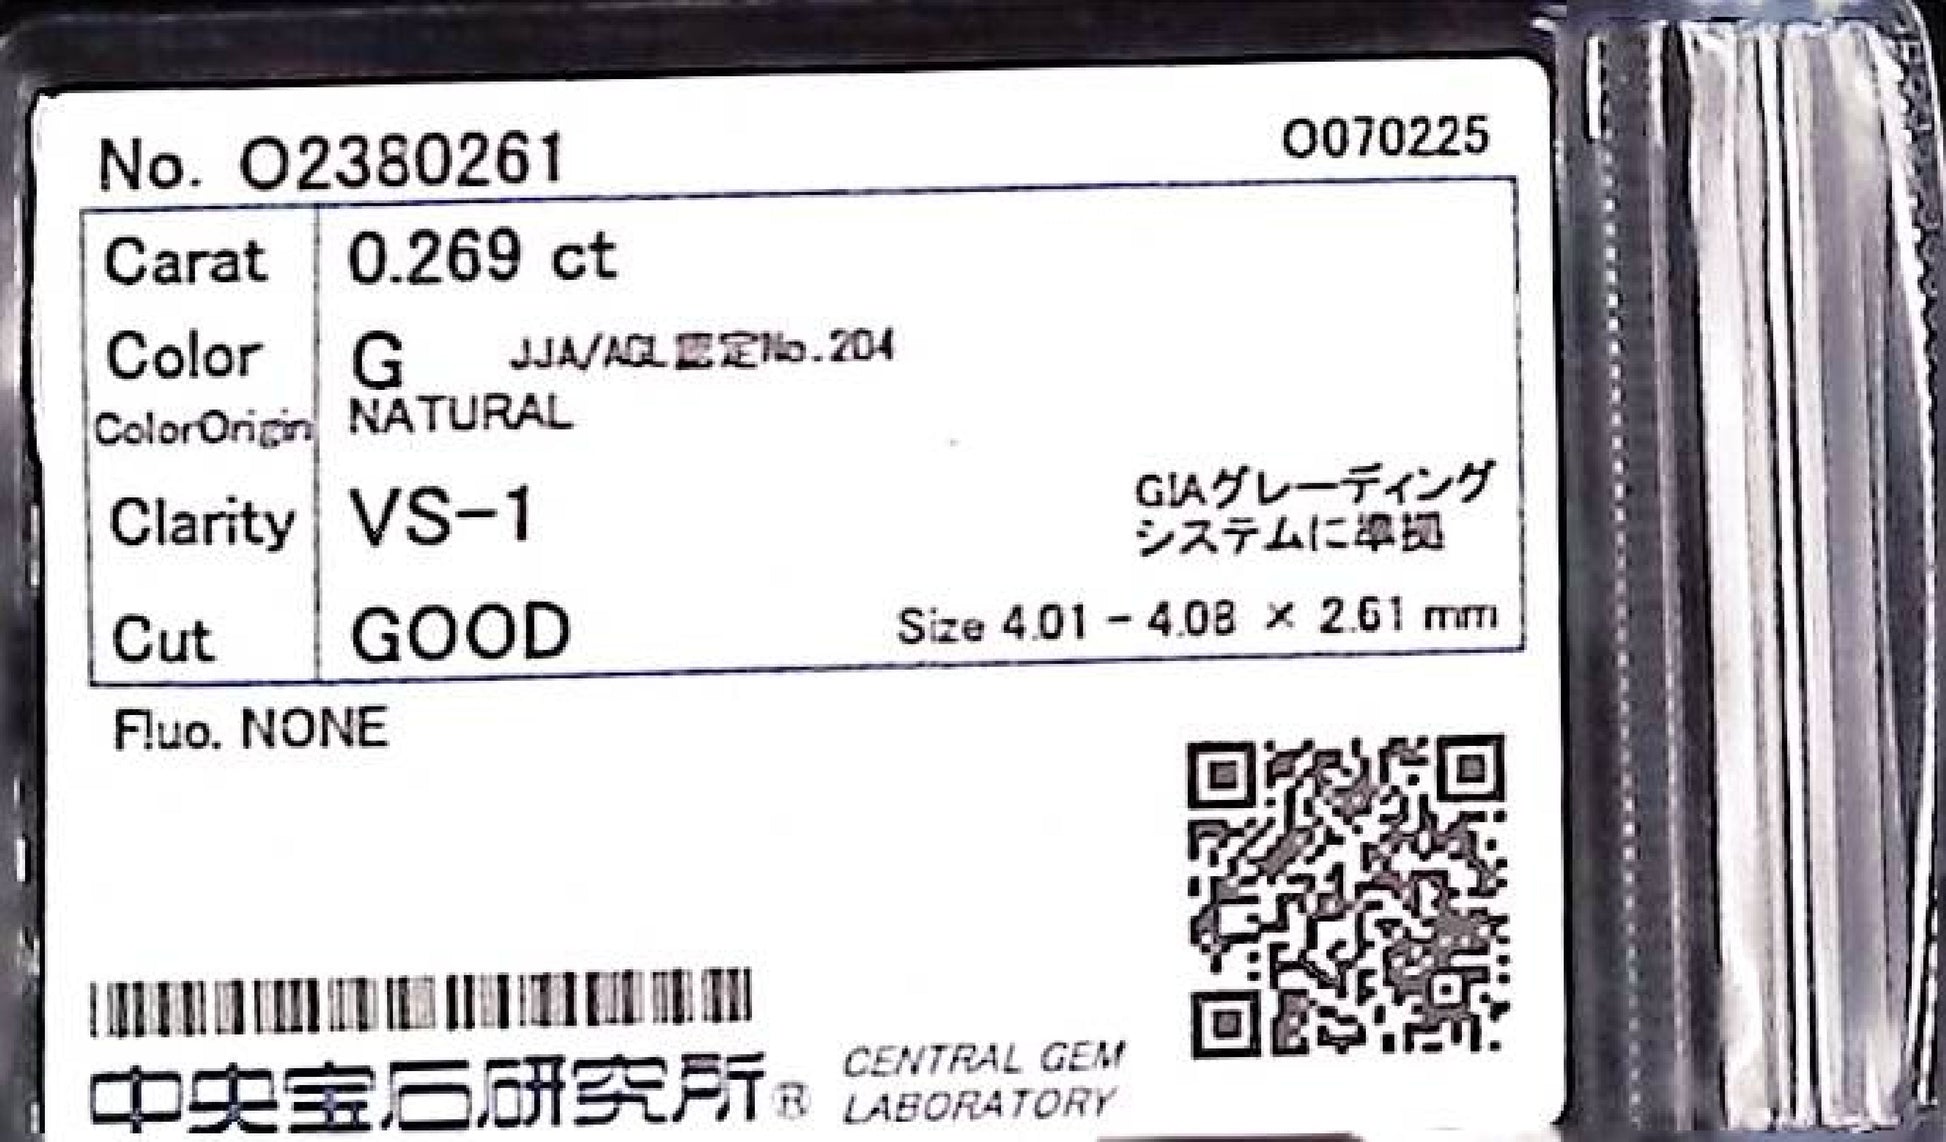 No. O2380261
O070225
Carat 0.269 ct
Color G JJA/AGL認定No.204
ColorOrigin NATURAL
Clarity VS-1
GIAグレーディング
システムに準拠
Cut GOOD Size 4.01 - 4.08 × 2.61 mm
Fluo. NONE
中央宝石研究所®
CENTRAL GEM
LABORATORY